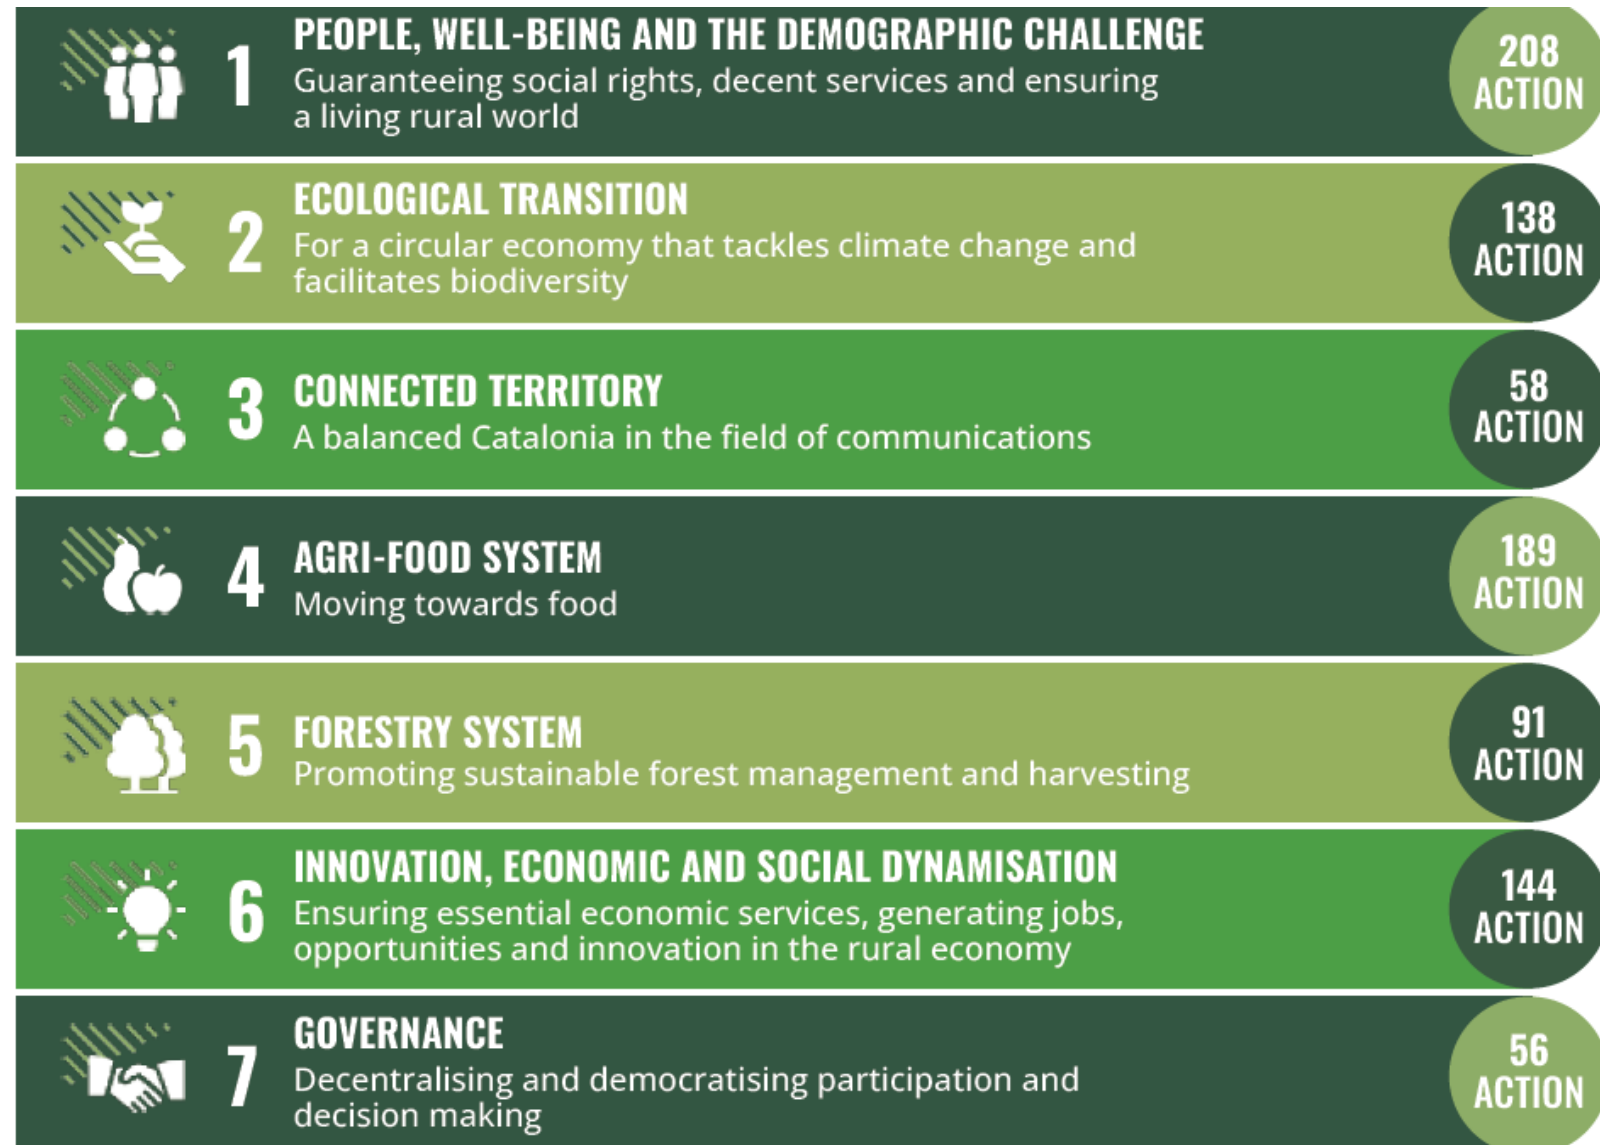 1
PEOPLE, WELL-BEING AND THE DEMOGRAPHIC CHALLENGE
Guaranteeing social rights, decent services and ensuring
a living rural world
208
ACTION
2
ECOLOGICAL TRANSITION
For a circular economy that tackles climate change and
facilitates biodiversity
138
ACTION
3
CONNECTED TERRITORY
A balanced Catalonia in the field of communications
58
ACTION
4
AGRI-FOOD SYSTEM
Moving towards food
189
ACTION
5
FORESTRY SYSTEM
Promoting sustainable forest management and harvesting
91
ACTION
6
INNOVATION, ECONOMIC AND SOCIAL DYNAMISATION
Ensuring essential economic services, generating jobs,
opportunities and innovation in the rural economy
144
ACTION
7
GOVERNANCE
Decentralising and democratising participation and
decision making
56
ACTION